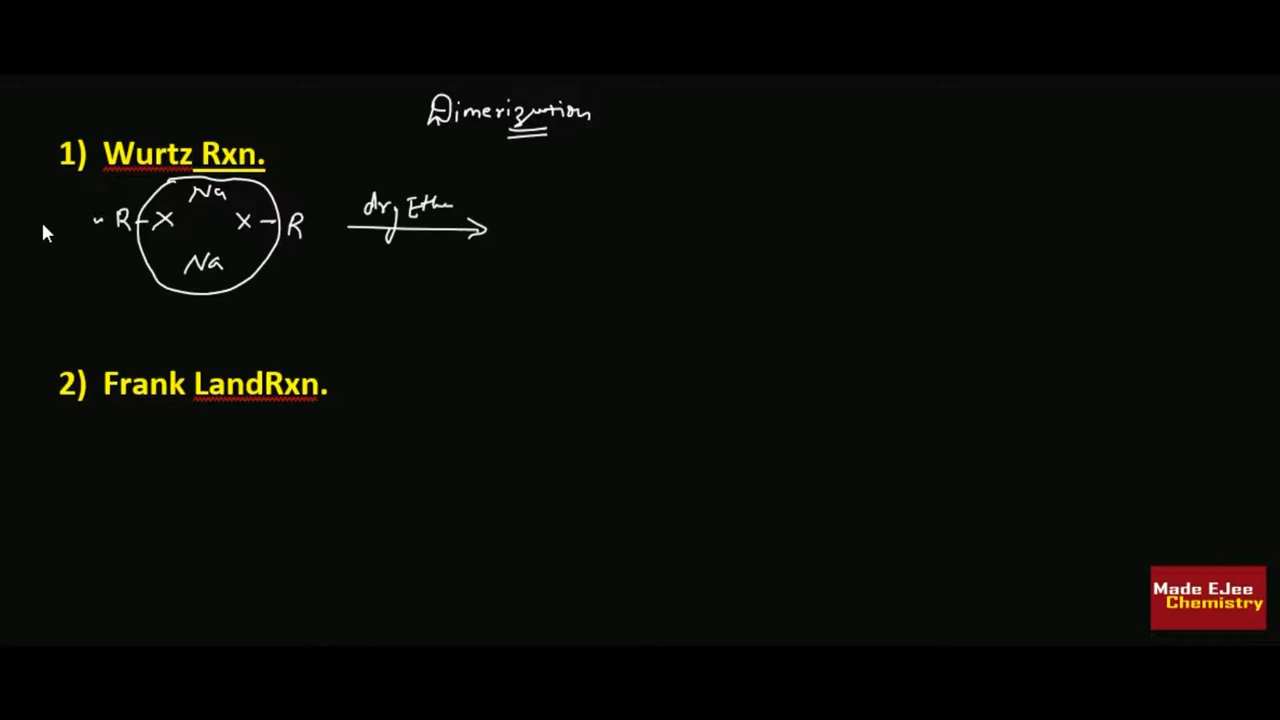 Dimerization
1) Wurtz Rxn.
Na
R-X X-R
dry Ether
Na
2) Frank LandRxn.
Made EJee
Chemistry